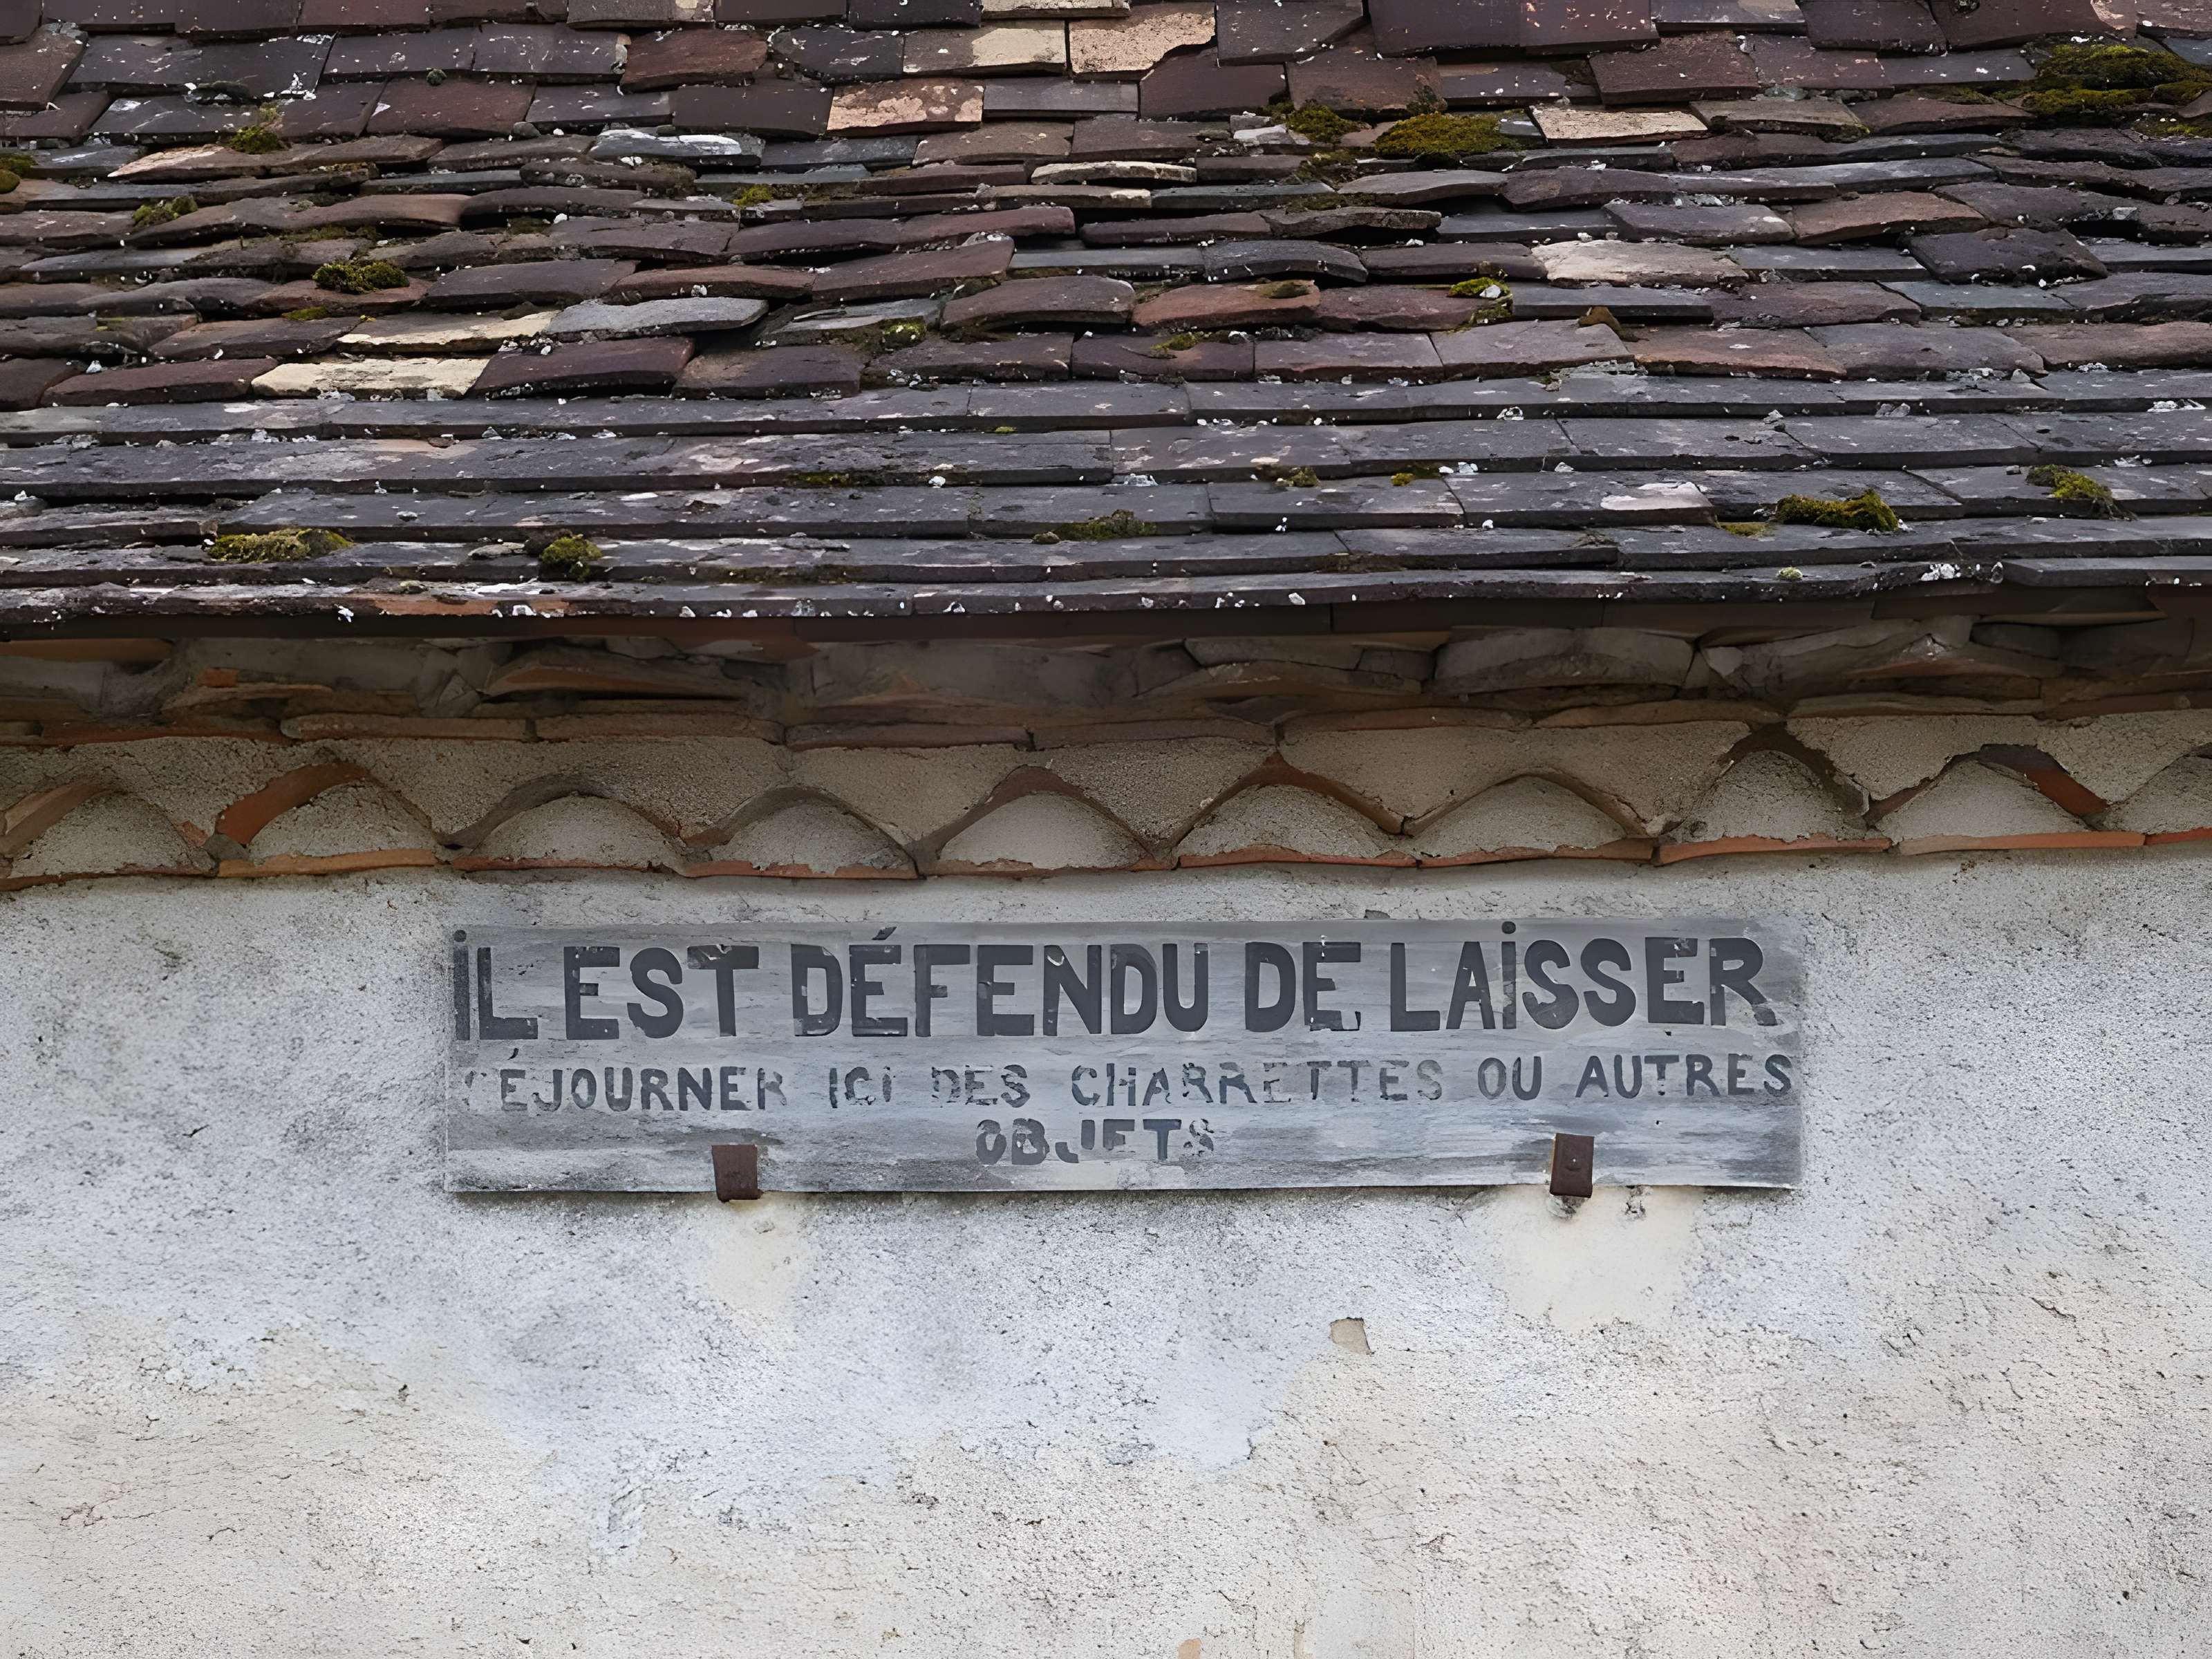 iL EST DÉFENDU DE LAiSSER
SÉJOURNER ICI DES CHARRETTES OU AUTRES
OBJETS